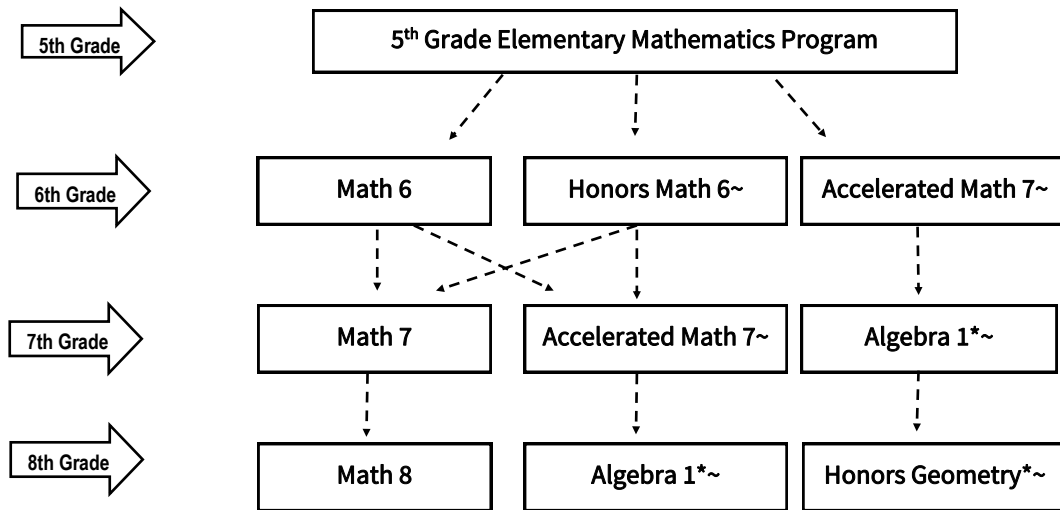 5th Grade
5th Grade Elementary Mathematics Program
6th Grade
Math 6
Honors Math 6~
Accelerated Math 7~
7th Grade
Math 7
Accelerated Math 7~
Algebra 1*~
8th Grade
Math 8
Algebra 1*~
Honors Geometry*~